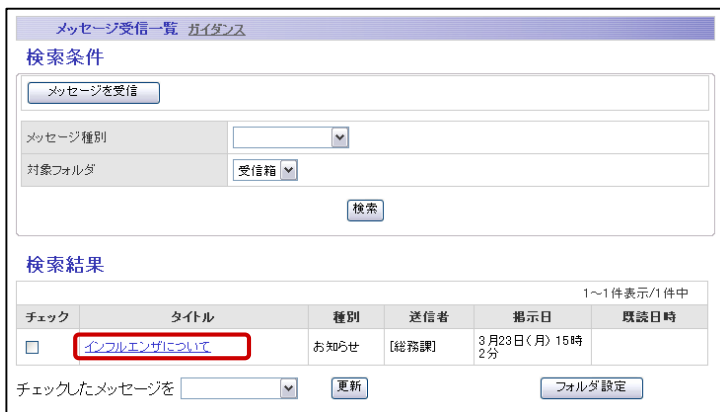 メッセージ受信一覧 ガイダンス
検索条件
メッセージを受信
メッセージ種別
対象フォルダ 受信箱
検索
検索結果
1～1件表示/1件中
チェック タイトル 種別 送信者 掲示日 既読日時
インフルエンザについて お知らせ [総務課] 3月23日(月) 15時
2分
チェックしたメッセージを 更新 フォルダ設定